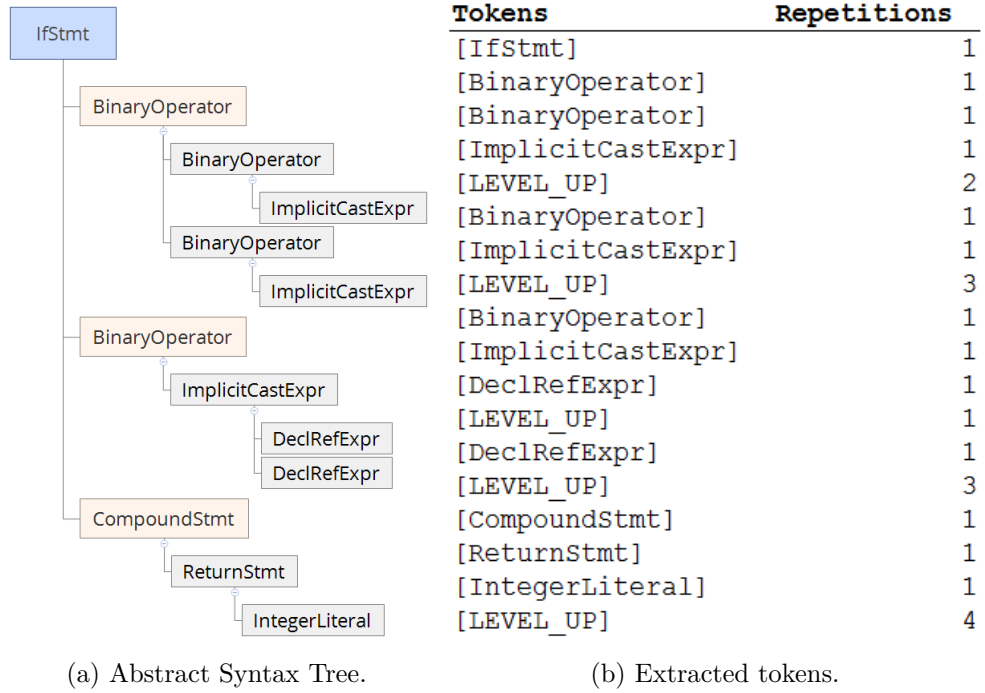 IfStmt
BinaryOperator
BinaryOperator
ImplicitCastExpr
BinaryOperator
ImplicitCastExpr
BinaryOperator
ImplicitCastExpr
DeclRefExpr
DeclRefExpr
CompoundStmt
ReturnStmt
IntegerLiteral
(a) Abstract Syntax Tree.
Tokens Repetitions
[IfStmt] 1
[BinaryOperator] 1
[BinaryOperator] 1
[ImplicitCastExpr] 1
[LEVEL_UP] 2
[BinaryOperator] 1
[ImplicitCastExpr] 1
[LEVEL_UP] 3
[BinaryOperator] 1
[ImplicitCastExpr] 1
[DeclRefExpr] 1
[LEVEL_UP] 1
[DeclRefExpr] 1
[LEVEL_UP] 3
[CompoundStmt] 1
[ReturnStmt] 1
[IntegerLiteral] 1
[LEVEL_UP] 4
(b) Extracted tokens.